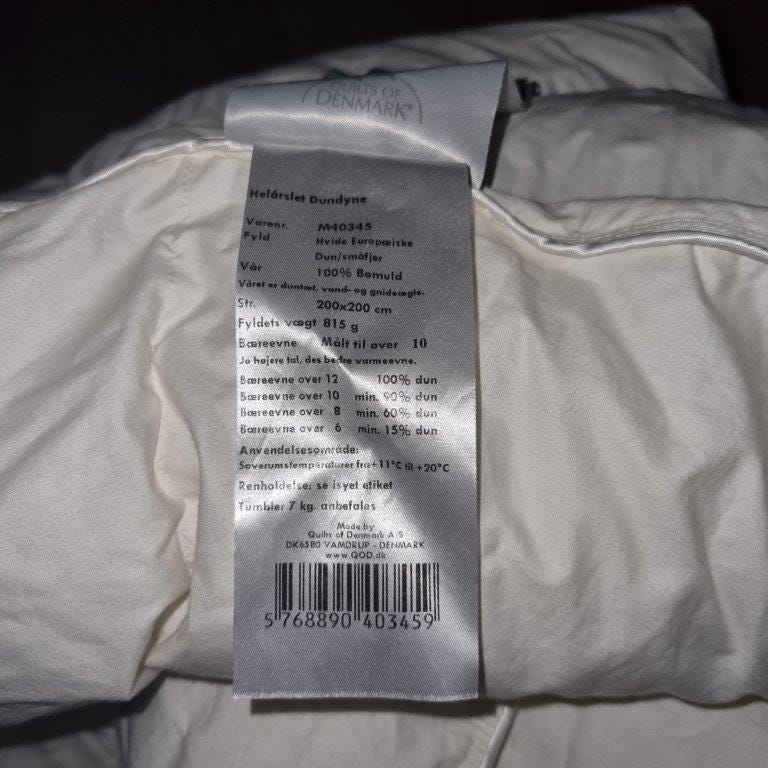 QUILTS OF
DENMARK®
Helårslet Dundyne
Varenr. M40345
Fyld Hvide Europæiske
Dun/småfjer
Vår 100% Bomuld
Våret er duntæt, vand- og gnideægte.
Str. 200x200 cm
Fyldets vægt 815 g
Bæreevne Målt til over 10
Jo højere tal, des bedre varmeevne.
Bæreevne over 12 100% dun
Bæreevne over 10 min. 90% dun
Bæreevne over 8 min. 60% dun
Bæreevne over 6 min. 15% dun
Anvendelsesområde:
Soverumstemperaturer fra+11°C til +20°C
Renholdelse: se isyet etiket
Tumbler 7 kg. anbefales
Made by
Quilts of Denmark A/S
DK6580 VAMDRUP - DENMARK
www.QOD.dk
5 768890 403459